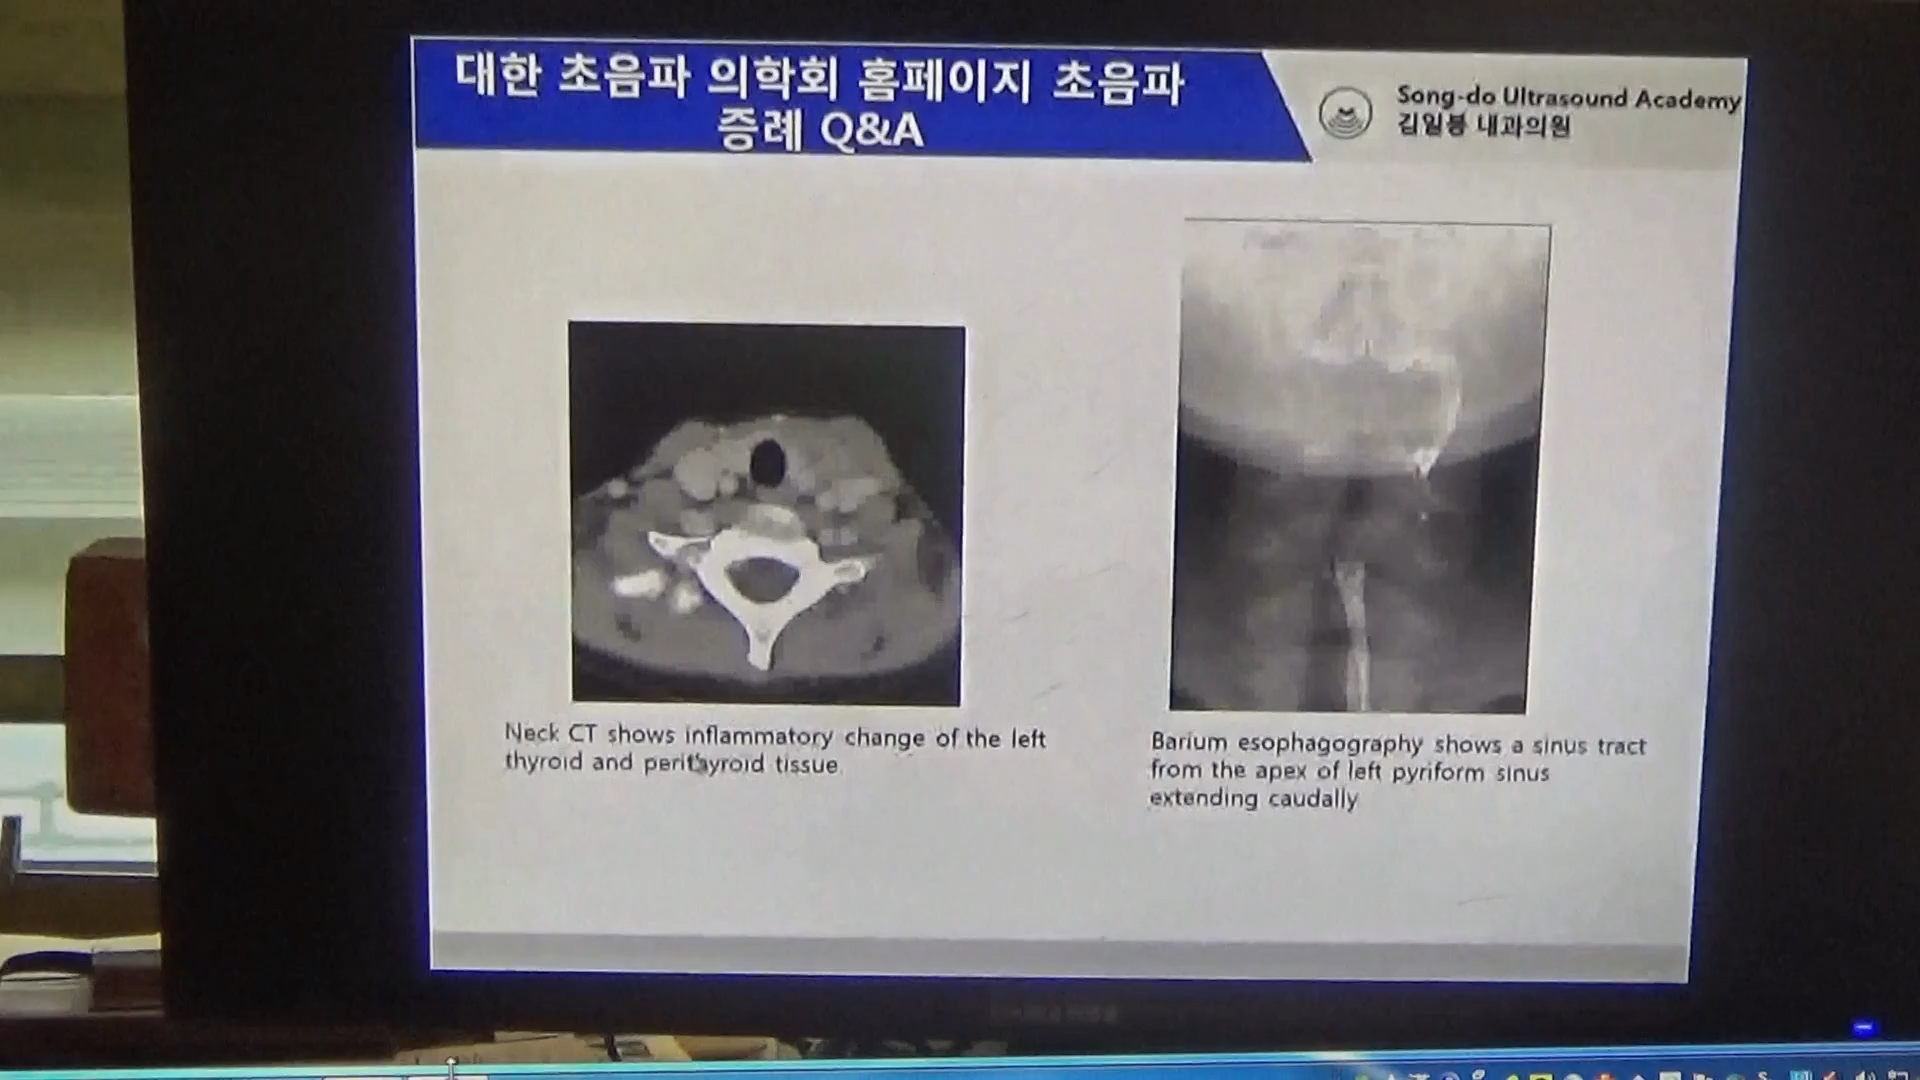 대한 초음파 의학회 홈페이지 초음파
증례 Q&A
Song-do Ultrasound Academy
김일봉 내과의원
Neck CT shows inflammatory change of the left
thyroid and perithyroid tissue.
Barium esophagography shows a sinus tract
from the apex of left pyriform sinus
extending caudally